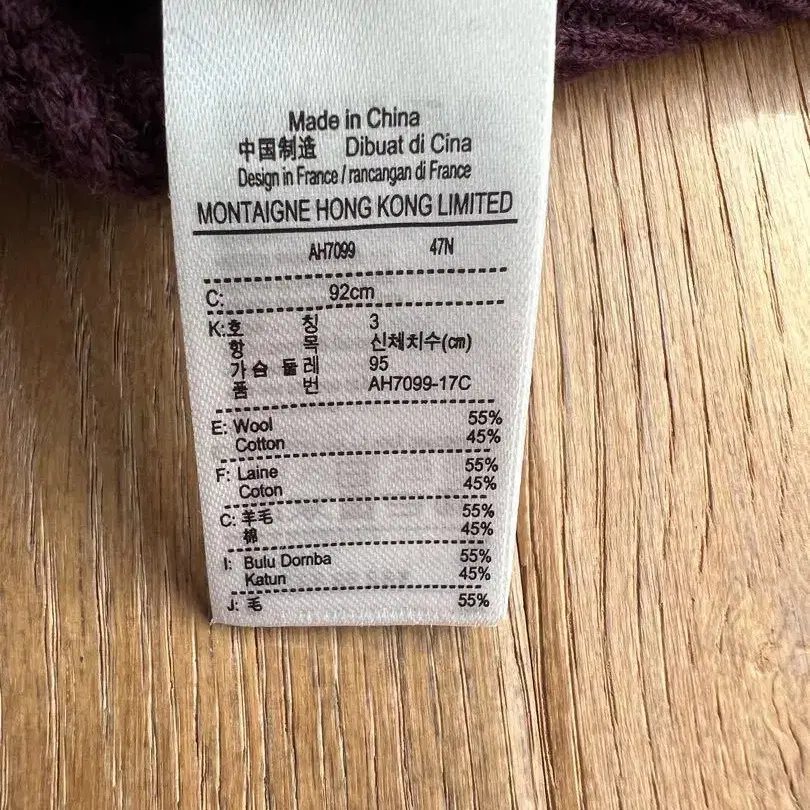 Made in China
中国制造 Dibuat di Cina
Design in France / rancangan di France
MONTAIGNE HONG KONG LIMITED
AH7099 47N
C: 92cm
K:호 칭 3
항 목 신체치수(㎝)
가 슴 둘 레 95
품 번 AH7099-17C
E: Wool 55%
Cotton 45%
F: Laine 55%
Coton 45%
C: 羊毛 55%
棉 45%
I: Bulu Dornba 55%
Katun 45%
J: 毛 55%